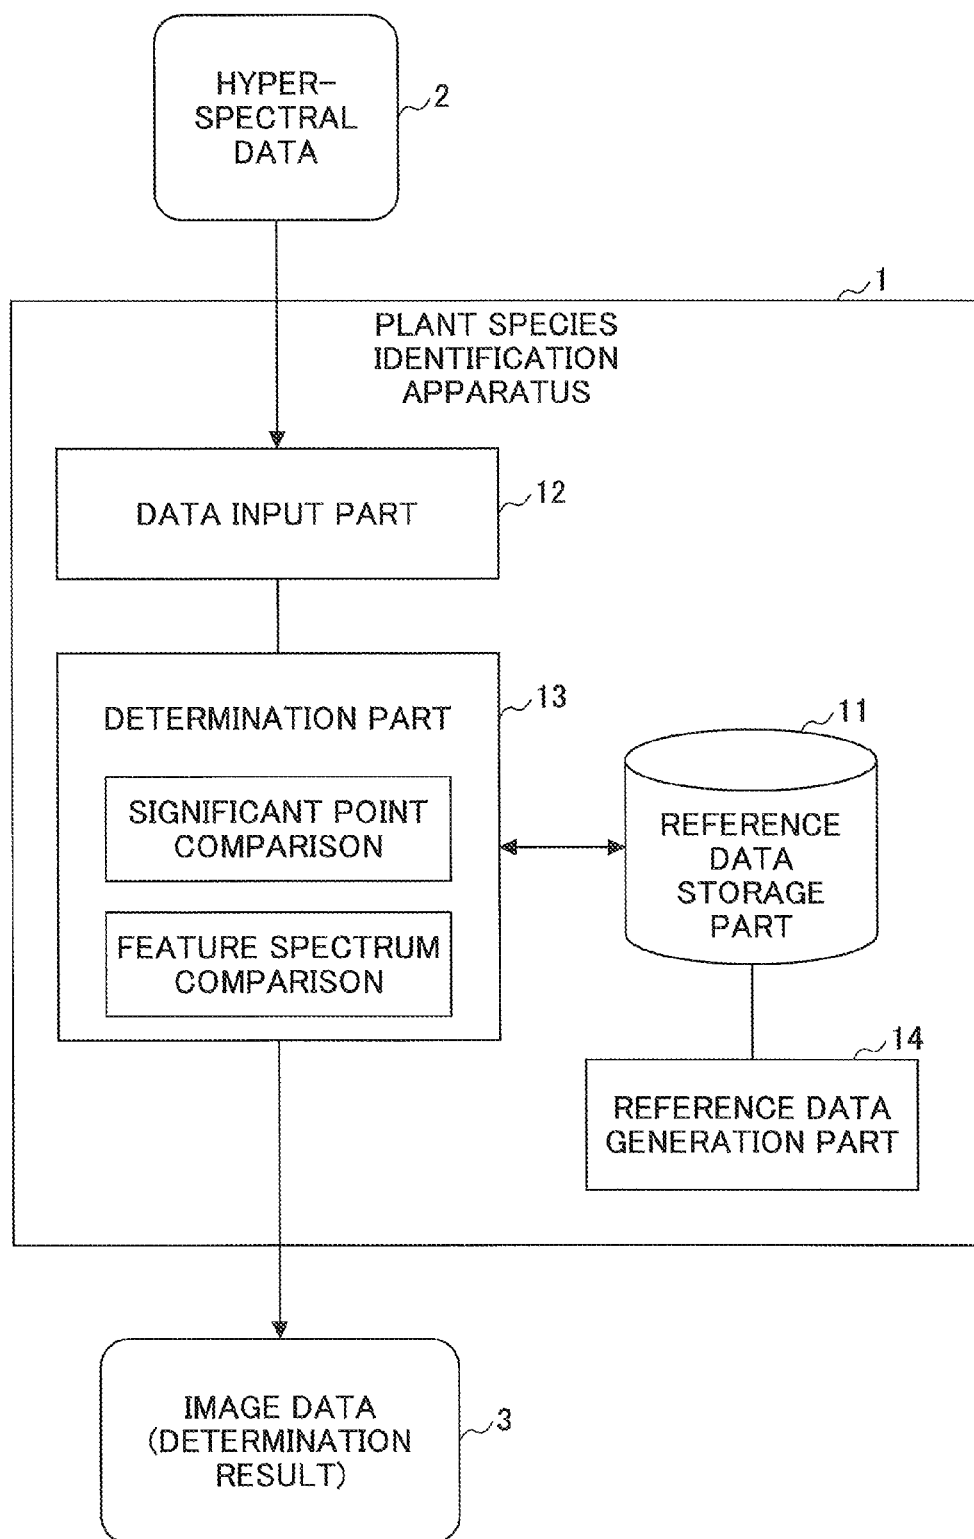 HYPER-
SPECTRAL
DATA
2
1
PLANT SPECIES
IDENTIFICATION
APPARATUS
DATA INPUT PART
12
DETERMINATION PART
13
SIGNIFICANT POINT
COMPARISON
FEATURE SPECTRUM
COMPARISON
11
REFERENCE
DATA
STORAGE
PART
14
REFERENCE DATA
GENERATION PART
IMAGE DATA
(DETERMINATION
RESULT)
3